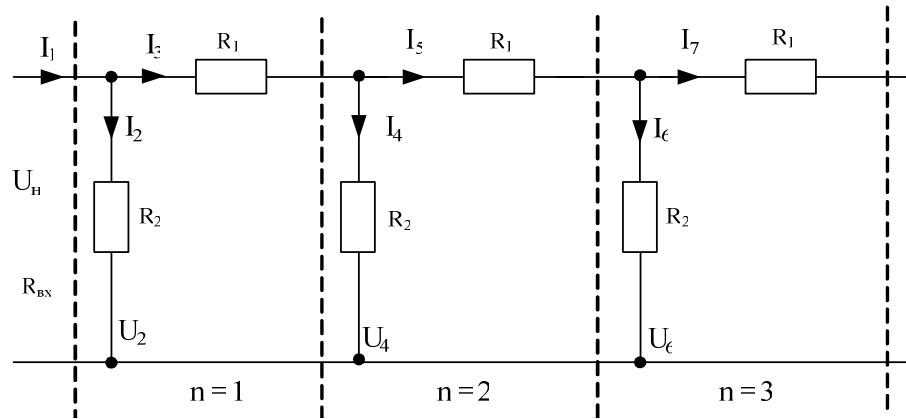 I1 I3 R1 I5 R1 I7 R1
I2 I4 I6
Uн R2 R2 R2
Rвх
U2 U4 U6
n = 1 n = 2 n = 3